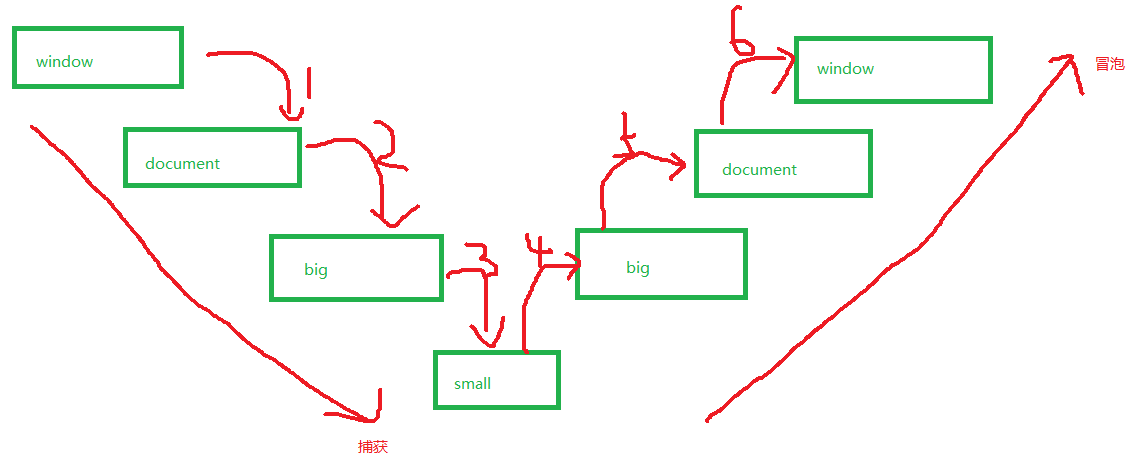 window
1
document
2
big
3
small
4
big
5
document
6
window
捕获
冒泡